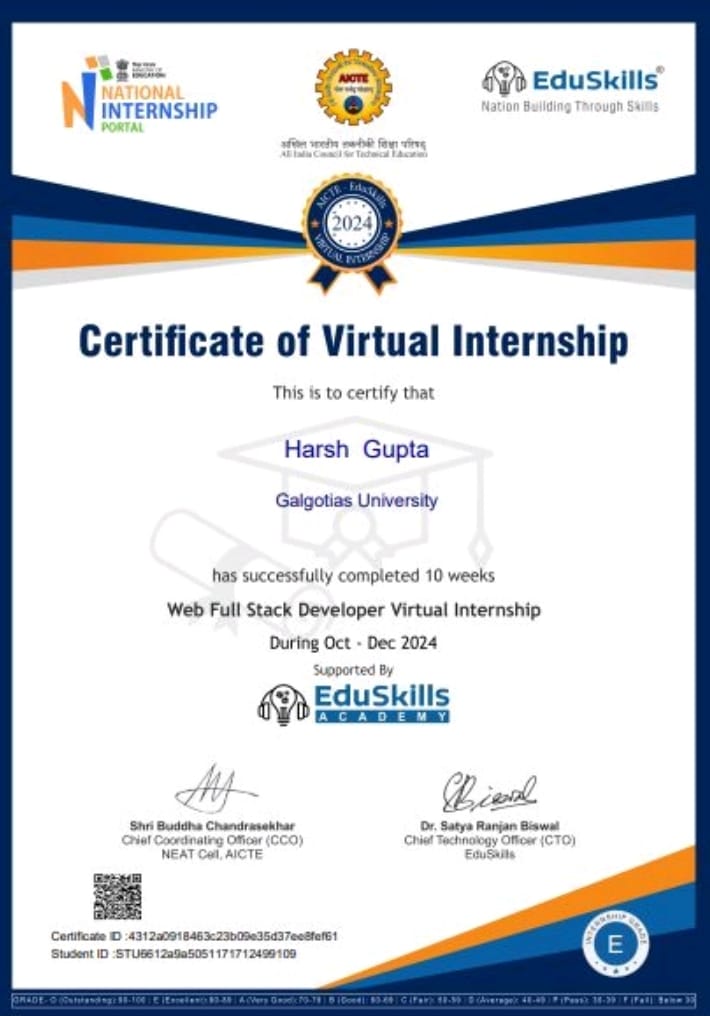 NATIONAL
INTERNSHIP
PORTAL
AICTE
अखिल भारतीय तकनीकी शिक्षा परिषद्
All India Council for Technical Education
EduSkills®
Nation Building Through Skills
AICTE - EduSkills
2024
VIRTUAL INTERNSHIP
Certificate of Virtual Internship
This is to certify that
Harsh Gupta
Galgotias University
has successfully completed 10 weeks
Web Full Stack Developer Virtual Internship
During Oct - Dec 2024
Supported By
EduSkills
ACADEMY
Shri Buddha Chandrasekhar
Chief Coordinating Officer (CCO)
NEAT Cell, AICTE
Dr. Satya Ranjan Biswal
Chief Technology Officer (CTO)
EduSkills
Certificate ID :4312a0918463c23b09e35d37ee8fef61
Student ID :STU6612a9a5051171712499109
INTERNSHIP GRADE
E
GRADE- O (Outstanding): 90-100 | E (Excellent): 80-89 | A (Very Good): 70-79 | B (Good): 60-69 | C (Fair): 50-59 | D (Average): 40-49 | P (Pass): 30-39 | F (Fail): Below 30